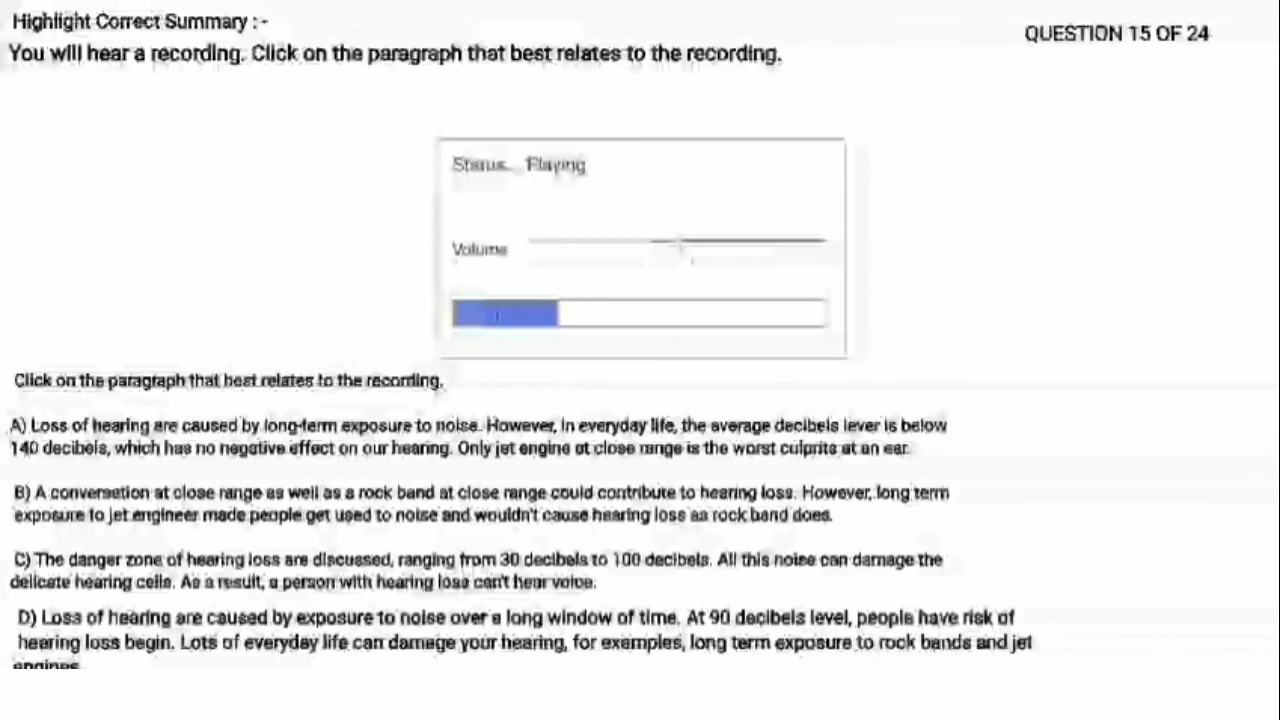 Highlight Correct Summary :-
QUESTION 15 OF 24
You will hear a recording. Click on the paragraph that best relates to the recording.
Status... Playing
Volume
Click on the paragraph that best relates to the recording.
A) Loss of hearing are caused by long-term exposure to noise. However, in everyday life, the average decibels lever is below
140 decibels, which has no negative effect on our hearing. Only jet engine at close range is the worst culprits at an ear.
B) A conversation at close range as well as a rock band at close range could contribute to hearing loss. However, long term
exposure to jet engineer made people get used to noise and wouldn't cause hearing loss as rock band does.
C) The danger zone of hearing loss are discussed, ranging from 30 decibels to 100 decibels. All this noise can damage the
delicate hearing cells. As a result, a person with hearing loss can't hear voice.
D) Loss of hearing are caused by exposure to noise over a long window of time. At 90 decibels level, people have risk of
hearing loss begin. Lots of everyday life can damage your hearing, for examples, long term exposure to rock bands and jet
engines